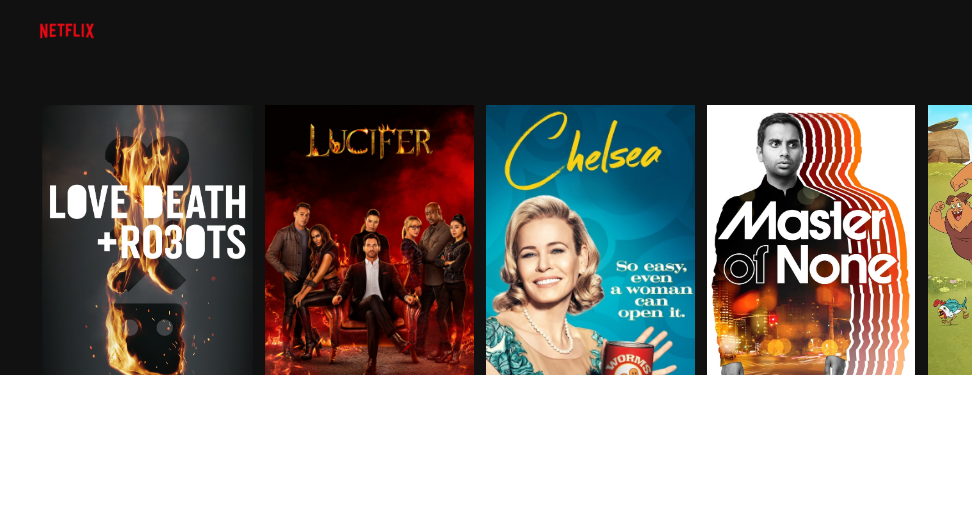 NETFLIX
LOVE DEATH
+ROBOTS
LUCIFER
Chelsea
So easy,
even
a woman
can
open it.
WORMS
Master
of None